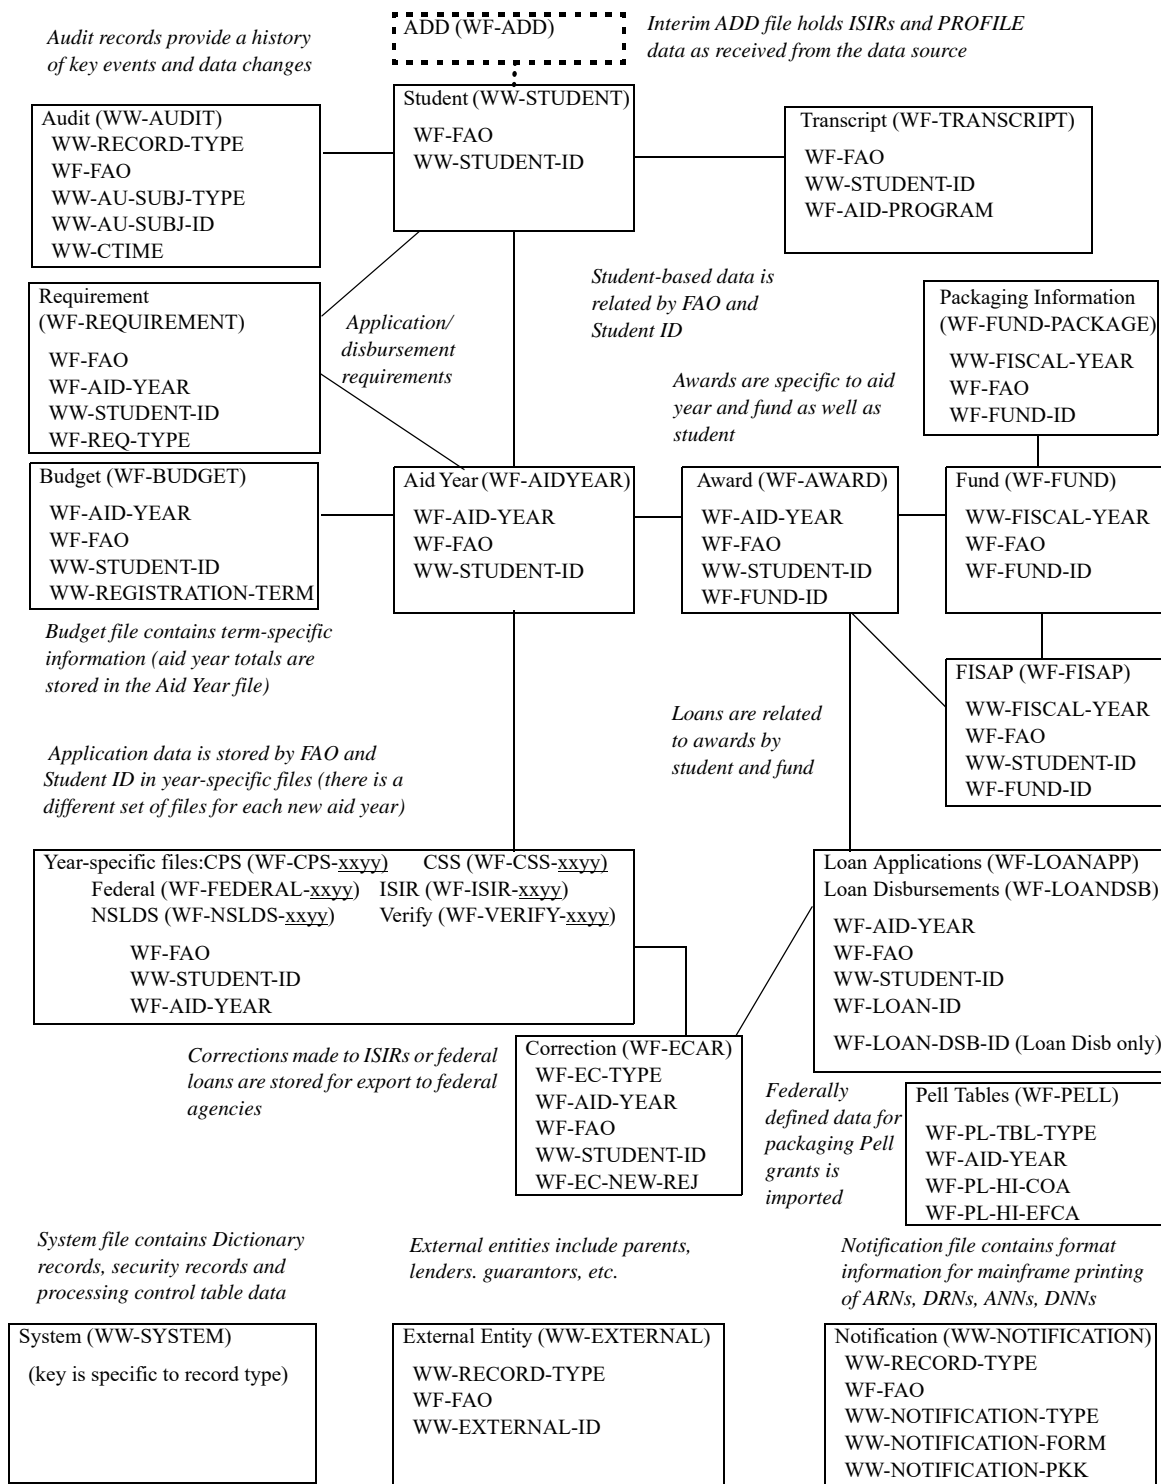 Audit records provide a history
of key events and data changes
ADD (WF-ADD)
Interim ADD file holds ISIRs and PROFILE
data as received from the data source
Audit (WW-AUDIT)
WW-RECORD-TYPE
WF-FAO
WW-AU-SUBJ-TYPE
WW-AU-SUBJ-ID
WW-CTIME
Student (WW-STUDENT)
WF-FAO
WW-STUDENT-ID
Transcript (WF-TRANSCRIPT)
WF-FAO
WW-STUDENT-ID
WF-AID-PROGRAM
Requirement
(WF-REQUIREMENT)
WF-FAO
WF-AID-YEAR
WW-STUDENT-ID
WF-REQ-TYPE
Application/
disbursement
requirements
Student-based data is
related by FAO and
Student ID
Awards are specific to aid
year and fund as well as
student
Packaging Information
(WF-FUND-PACKAGE)
WW-FISCAL-YEAR
WF-FAO
WF-FUND-ID
Budget (WF-BUDGET)
WF-AID-YEAR
WF-FAO
WW-STUDENT-ID
WW-REGISTRATION-TERM
Aid Year (WF-AIDYEAR)
WF-AID-YEAR
WF-FAO
WW-STUDENT-ID
Award (WF-AWARD)
WF-AID-YEAR
WF-FAO
WW-STUDENT-ID
WF-FUND-ID
Fund (WF-FUND)
WW-FISCAL-YEAR
WF-FAO
WF-FUND-ID
Budget file contains term-specific
information (aid year totals are
stored in the Aid Year file)
FISAP (WF-FISAP)
WW-FISCAL-YEAR
WF-FAO
WW-STUDENT-ID
WF-FUND-ID
Loans are related
to awards by
student and fund
Application data is stored by FAO and
Student ID in year-specific files (there is a
different set of files for each new aid year)
Year-specific files:CPS (WF-CPS-xxyy) CSS (WF-CSS-xxyy)
Federal (WF-FEDERAL-xxyy) ISIR (WF-ISIR-xxyy)
NSLDS (WF-NSLDS-xxyy) Verify (WF-VERIFY-xxyy)
WF-FAO
WW-STUDENT-ID
WF-AID-YEAR
Loan Applications (WF-LOANAPP)
Loan Disbursements (WF-LOANDSB)
WF-AID-YEAR
WF-FAO
WW-STUDENT-ID
WF-LOAN-ID
WF-LOAN-DSB-ID (Loan Disb only)
Corrections made to ISIRs or federal
loans are stored for export to federal
agencies
Correction (WF-ECAR)
WF-EC-TYPE
WF-AID-YEAR
WF-FAO
WW-STUDENT-ID
WF-EC-NEW-REJ
Federally
defined data for
packaging Pell
grants is
imported
Pell Tables (WF-PELL)
WF-PL-TBL-TYPE
WF-AID-YEAR
WF-PL-HI-COA
WF-PL-HI-EFCA
System file contains Dictionary
records, security records and
processing control table data
External entities include parents,
lenders. guarantors, etc.
Notification file contains format
information for mainframe printing
of ARNs, DRNs, ANNs, DNNs
System (WW-SYSTEM)
(key is specific to record type)
External Entity (WW-EXTERNAL)
WW-RECORD-TYPE
WF-FAO
WW-EXTERNAL-ID
Notification (WW-NOTIFICATION)
WW-RECORD-TYPE
WF-FAO
WW-NOTIFICATION-TYPE
WW-NOTIFICATION-FORM
WW-NOTIFICATION-PKK